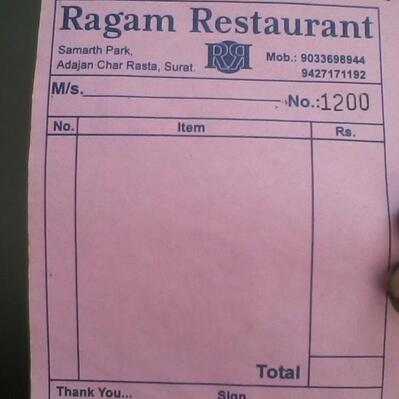 Ragam Restaurant
Samarth Park,
Adajan Char Rasta, Surat.
RR
Mob.: 9033698944
9427171192
M/s.
No.:1200
No. Item Rs.
Total
Thank You... Sign